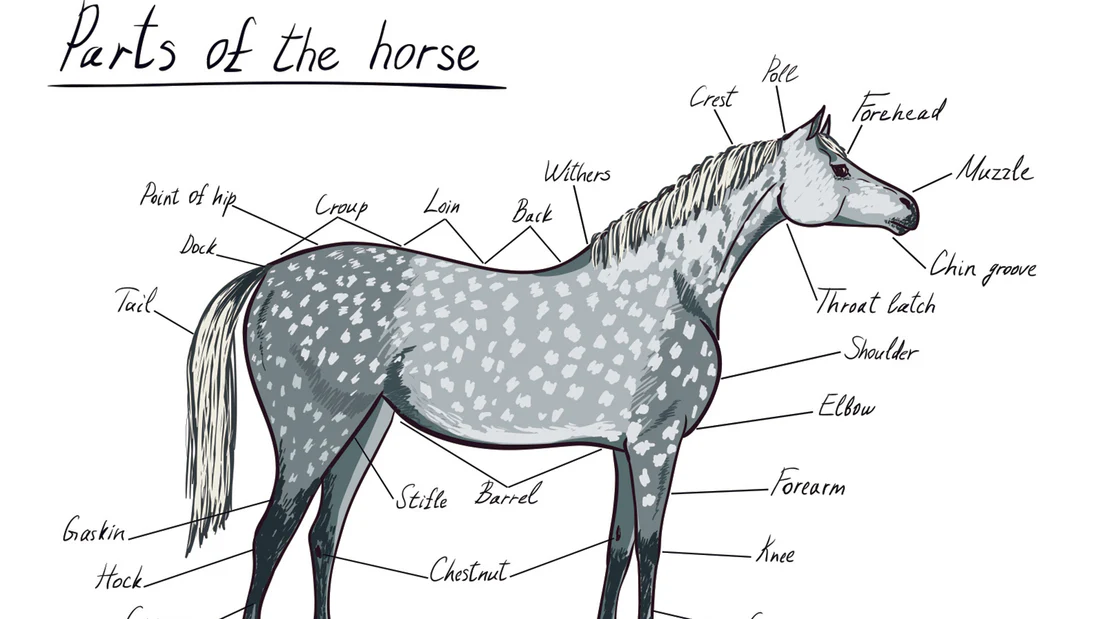 Parts of the horse
Poll
Crest
Forehead
Withers
Muzzle
Point of hip
Croup
Loin
Back
Dock
Chin groove
Tail
Throat latch
Shoulder
Elbow
Forearm
Stifle
Barrel
Gaskin
Knee
Chestnut
Hock